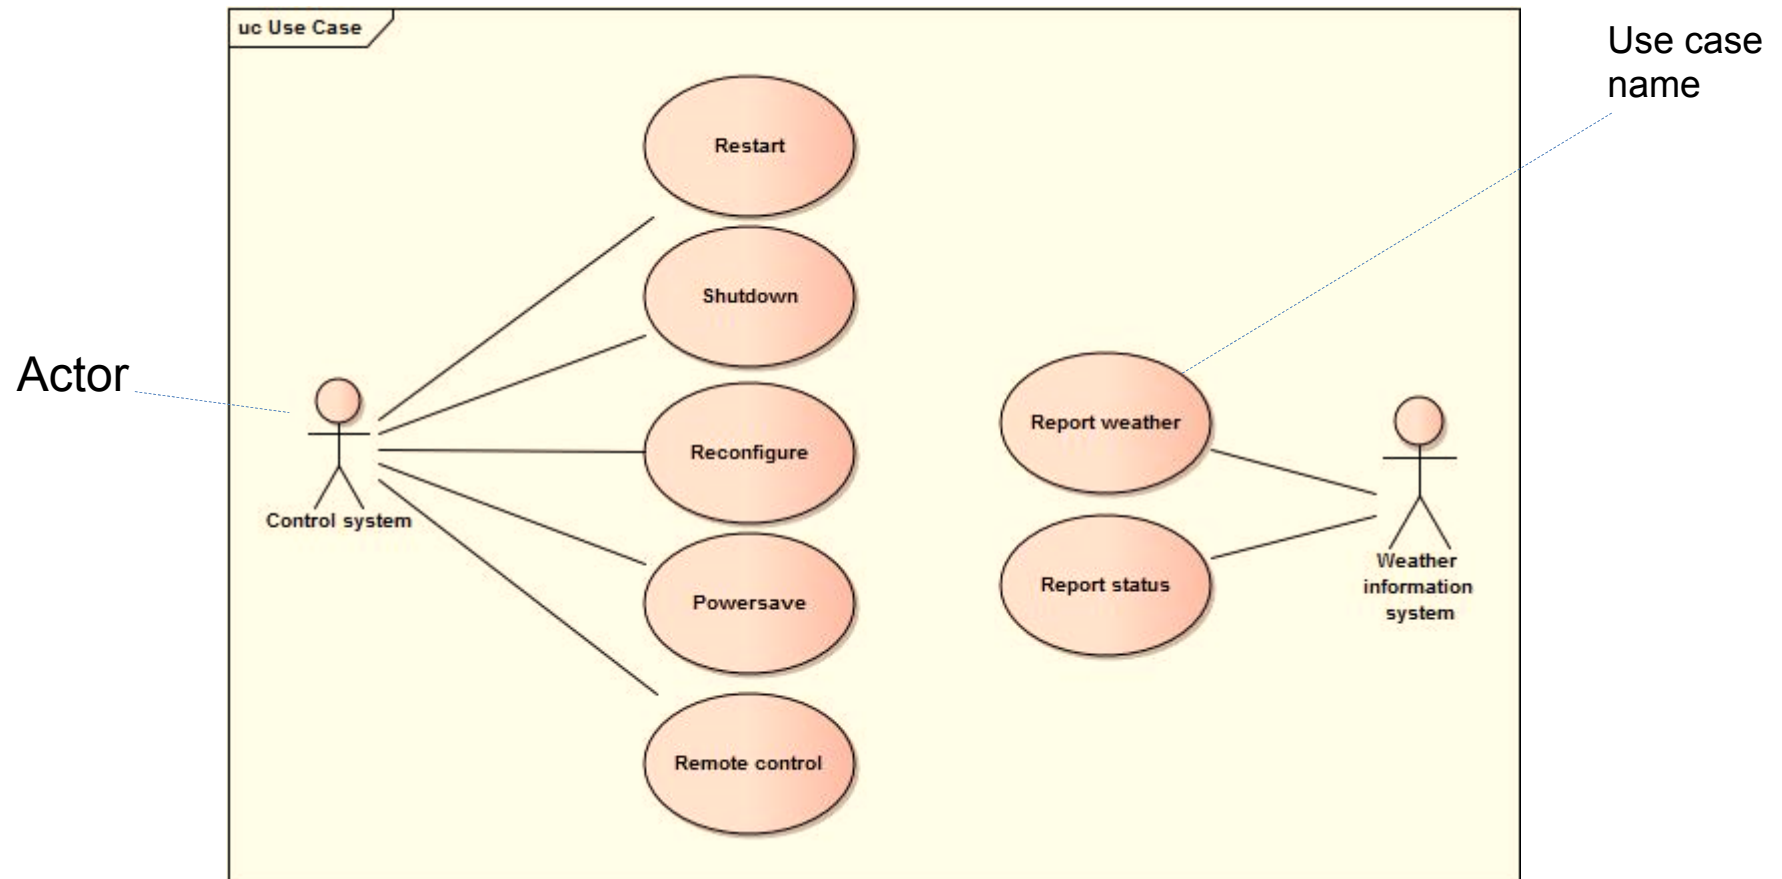 uc Use Case
Use case
name
Restart
Shutdown
Actor
Report weather
Reconfigure
Control system
Weather
information
system
Report status
Powersave
Remote control